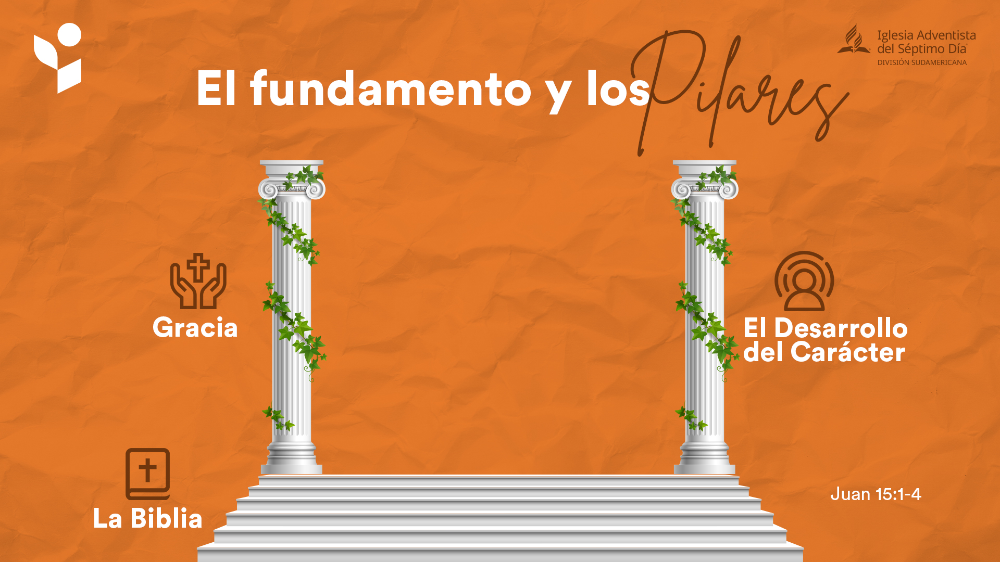 El fundamento y los Pilares
Iglesia Adventista
del Séptimo Día
DIVISIÓN SUDAMERICANA
Gracia
El Desarrollo
del Carácter
La Biblia
Juan 15:1-4